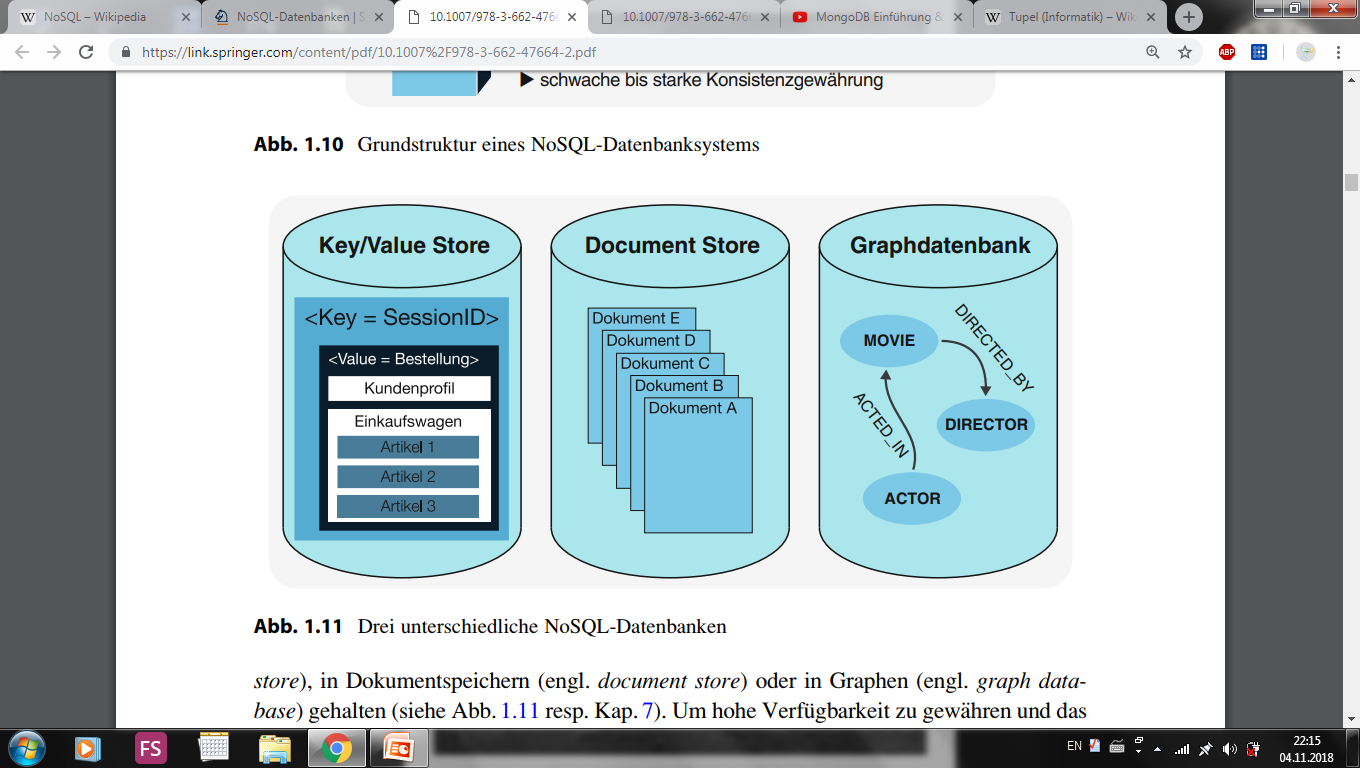 NoSQL – Wikipedia
NoSQL-Datenbanken | S
10.1007/978-3-662-4766
10.1007/978-3-662-4766
MongoDB Einführung &
Tupel (Informatik) – Wik
https://link.springer.com/content/pdf/10.1007%2F978-3-662-47664-2.pdf
ABP
▶ schwache bis starke Konsistenzgewährung
Abb. 1.10 Grundstruktur eines NoSQL-Datenbanksystems
Key/Value Store
<Key = SessionID>
<Value = Bestellung>
Kundenprofil
Einkaufswagen
Artikel 1
Artikel 2
Artikel 3
Document Store
Dokument E
Dokument D
Dokument C
Dokument B
Dokument A
Graphdatenbank
MOVIE
DIRECTED_BY
DIRECTOR
ACTED_IN
ACTOR
Abb. 1.11 Drei unterschiedliche NoSQL-Datenbanken
store), in Dokumentspeichern (engl. document store) oder in Graphen (engl. graph data-
base) gehalten (siehe Abb. 1.11 resp. Kap. 7). Um hohe Verfügbarkeit zu gewähren und das
FS
EN
22:15
04.11.2018